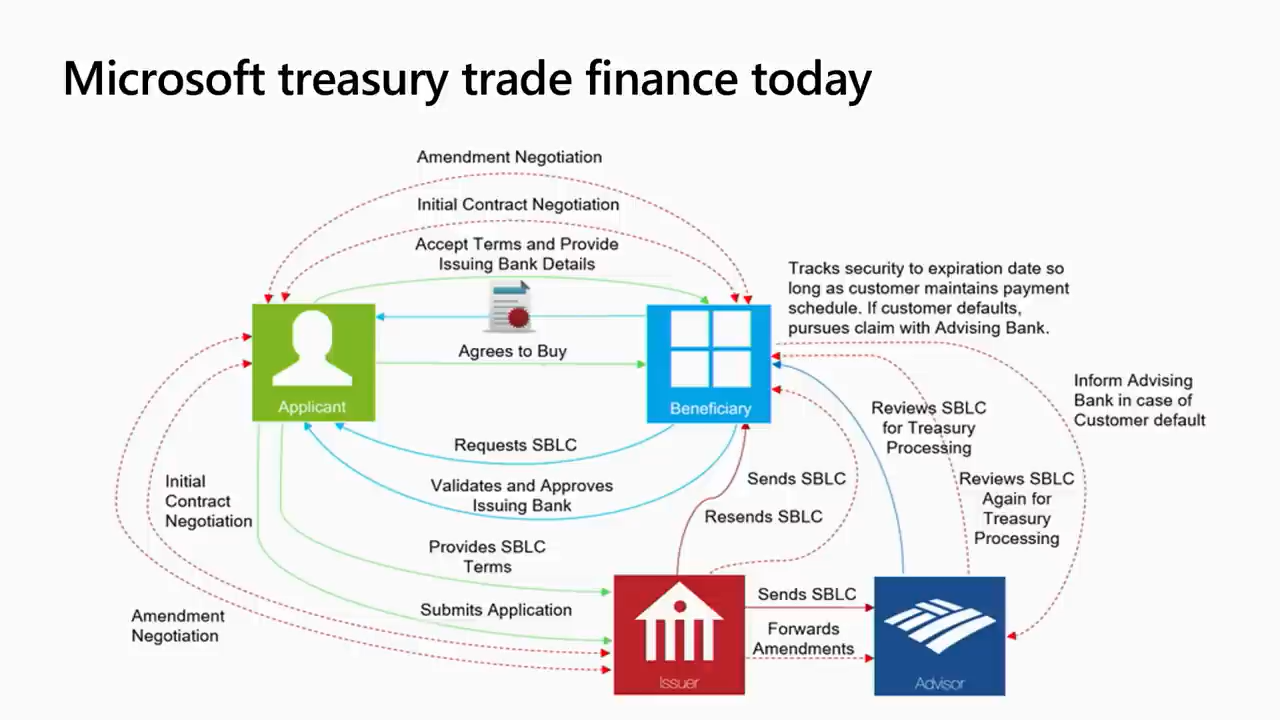 Microsoft treasury trade finance today
Amendment Negotiation
Initial Contract Negotiation
Accept Terms and Provide
Issuing Bank Details
Tracks security to expiration date so
long as customer maintains payment
schedule. If customer defaults,
pursues claim with Advising Bank.
Agrees to Buy
Applicant
Beneficiary
Inform Advising
Bank in case of
Customer default
Reviews SBLC
for Treasury
Processing
Requests SBLC
Validates and Approves
Issuing Bank
Sends SBLC
Resends SBLC
Reviews SBLC
Again for
Treasury
Processing
Initial
Contract
Negotiation
Provides SBLC
Terms
Submits Application
Amendment
Negotiation
Sends SBLC
Forwards
Amendments
Issuer
Advisor